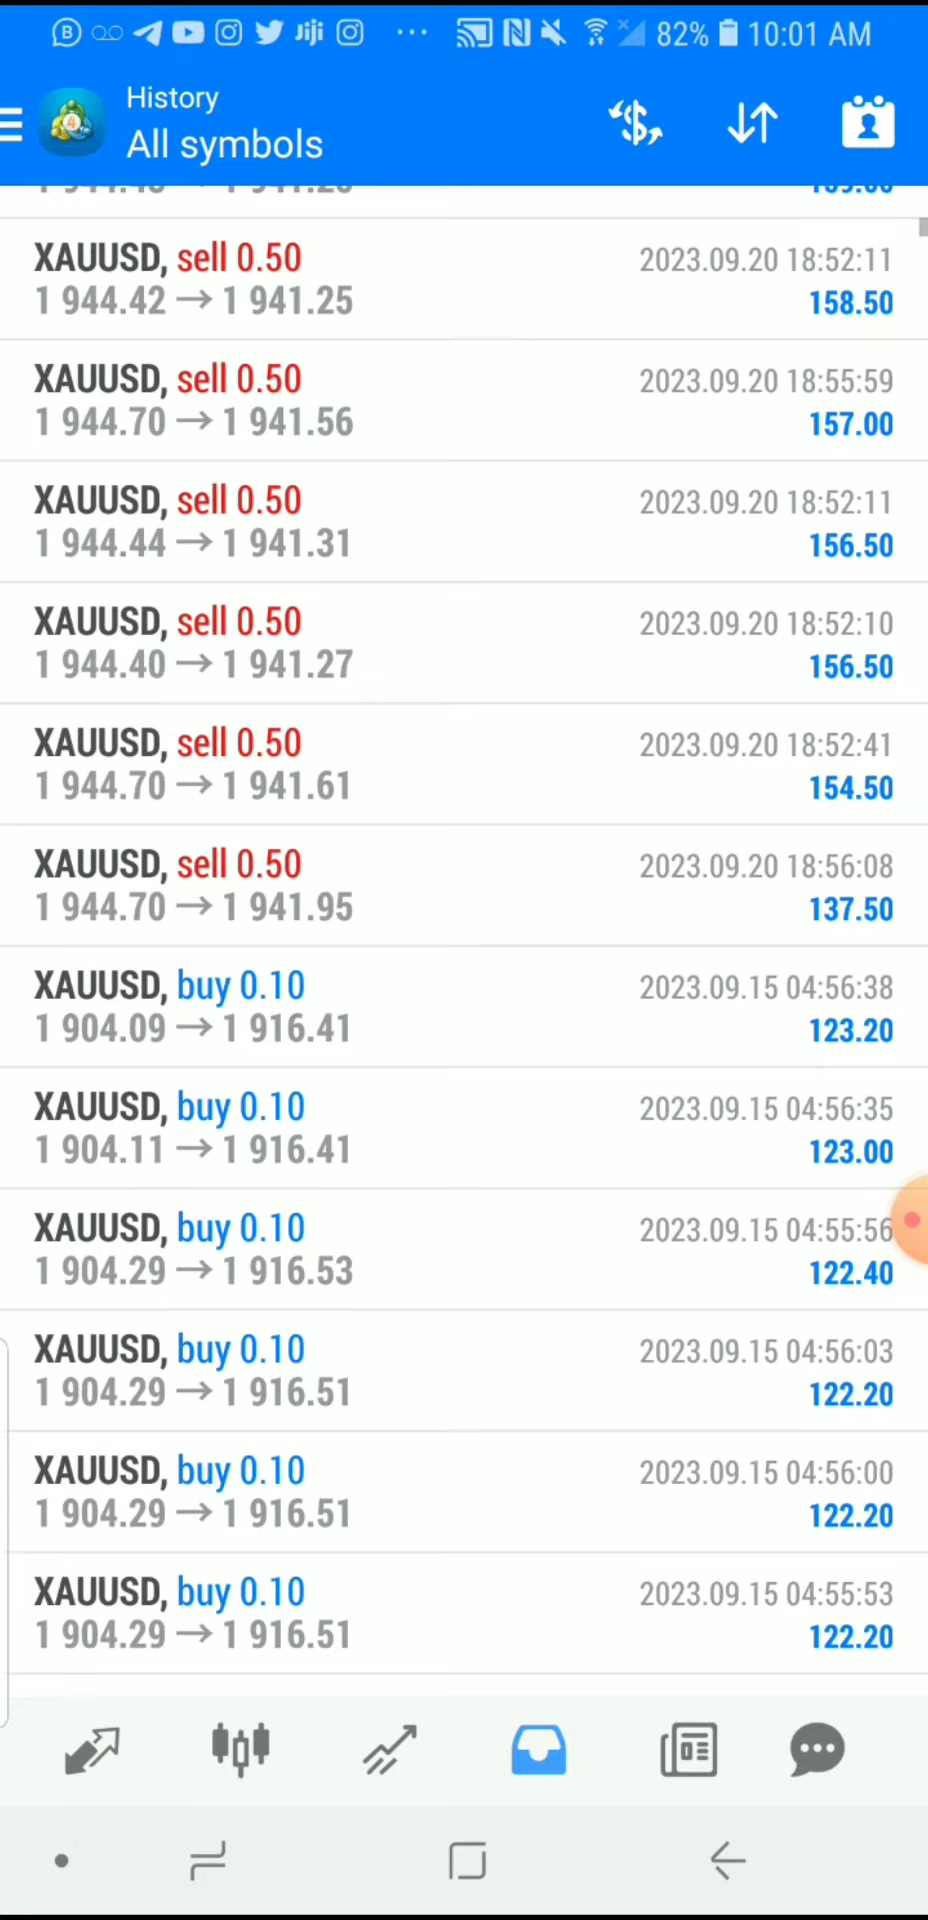 82% 10:01 AM
History
All symbols
XAUUSD, sell 0.50 2023.09.20 18:52:11
1 944.42 → 1 941.25 158.50
XAUUSD, sell 0.50 2023.09.20 18:55:59
1 944.70 → 1 941.56 157.00
XAUUSD, sell 0.50 2023.09.20 18:52:11
1 944.44 → 1 941.31 156.50
XAUUSD, sell 0.50 2023.09.20 18:52:10
1 944.40 → 1 941.27 156.50
XAUUSD, sell 0.50 2023.09.20 18:52:41
1 944.70 → 1 941.61 154.50
XAUUSD, sell 0.50 2023.09.20 18:56:08
1 944.70 → 1 941.95 137.50
XAUUSD, buy 0.10 2023.09.15 04:56:38
1 904.09 → 1 916.41 123.20
XAUUSD, buy 0.10 2023.09.15 04:56:35
1 904.11 → 1 916.41 123.00
XAUUSD, buy 0.10 2023.09.15 04:55:56
1 904.29 → 1 916.53 122.40
XAUUSD, buy 0.10 2023.09.15 04:56:03
1 904.29 → 1 916.51 122.20
XAUUSD, buy 0.10 2023.09.15 04:56:00
1 904.29 → 1 916.51 122.20
XAUUSD, buy 0.10 2023.09.15 04:55:53
1 904.29 → 1 916.51 122.20